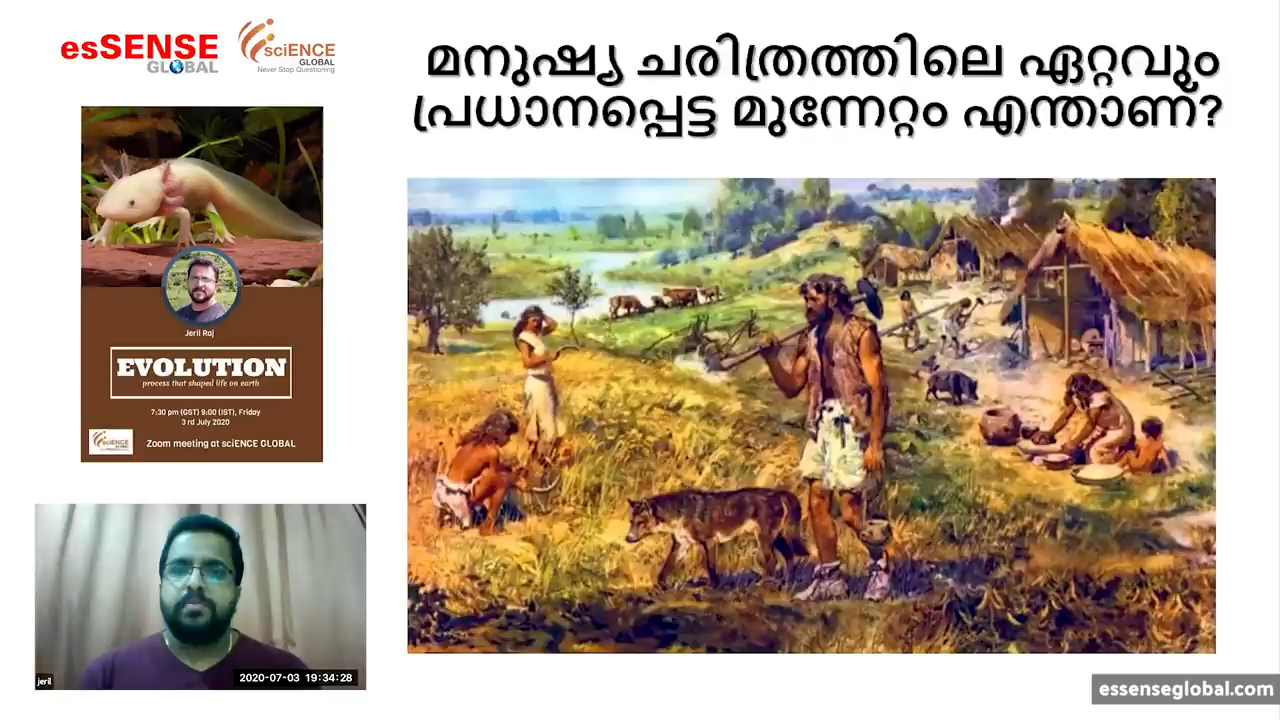 esSENSE
GLOBAL
sciENCE
GLOBAL
Never Stop Questioning
മനുഷ്യ ചരിത്രത്തിലെ ഏറ്റവും
പ്രധാനപ്പെട്ട മുന്നേറ്റം എന്താണ്?
Jeril Raj
EVOLUTION
process that shaped life on earth
7:30 pm (GST) 9:00 (IST), Friday
3 rd July 2020
sciENCE
Zoom meeting at sciENCE GLOBAL
jeril
2020-07-03 19:34:28
essenseglobal.com